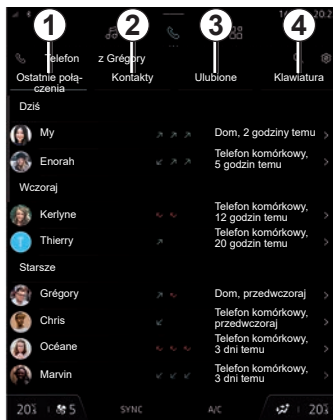 1 2 3 4
Telefon z Grégory
Ostatnie połą-
czenia
Kontakty
Ulubione
Klawiatura
Dziś
My
Dom, 2 godziny temu
Enorah
Telefon komórkowy,
5 godzin temu
Wczoraj
Kerlyne
Telefon komórkowy,
12 godzin temu
Thierry
Telefon komórkowy,
20 godzin temu
Starsze
Grégory
Dom, przedwczoraj
Chris
Telefon komórkowy,
przedwczoraj
Océane
Telefon komórkowy,
3 dni temu
Marvin
Telefon komórkowy,
3 dni temu
5 SYNC A/C